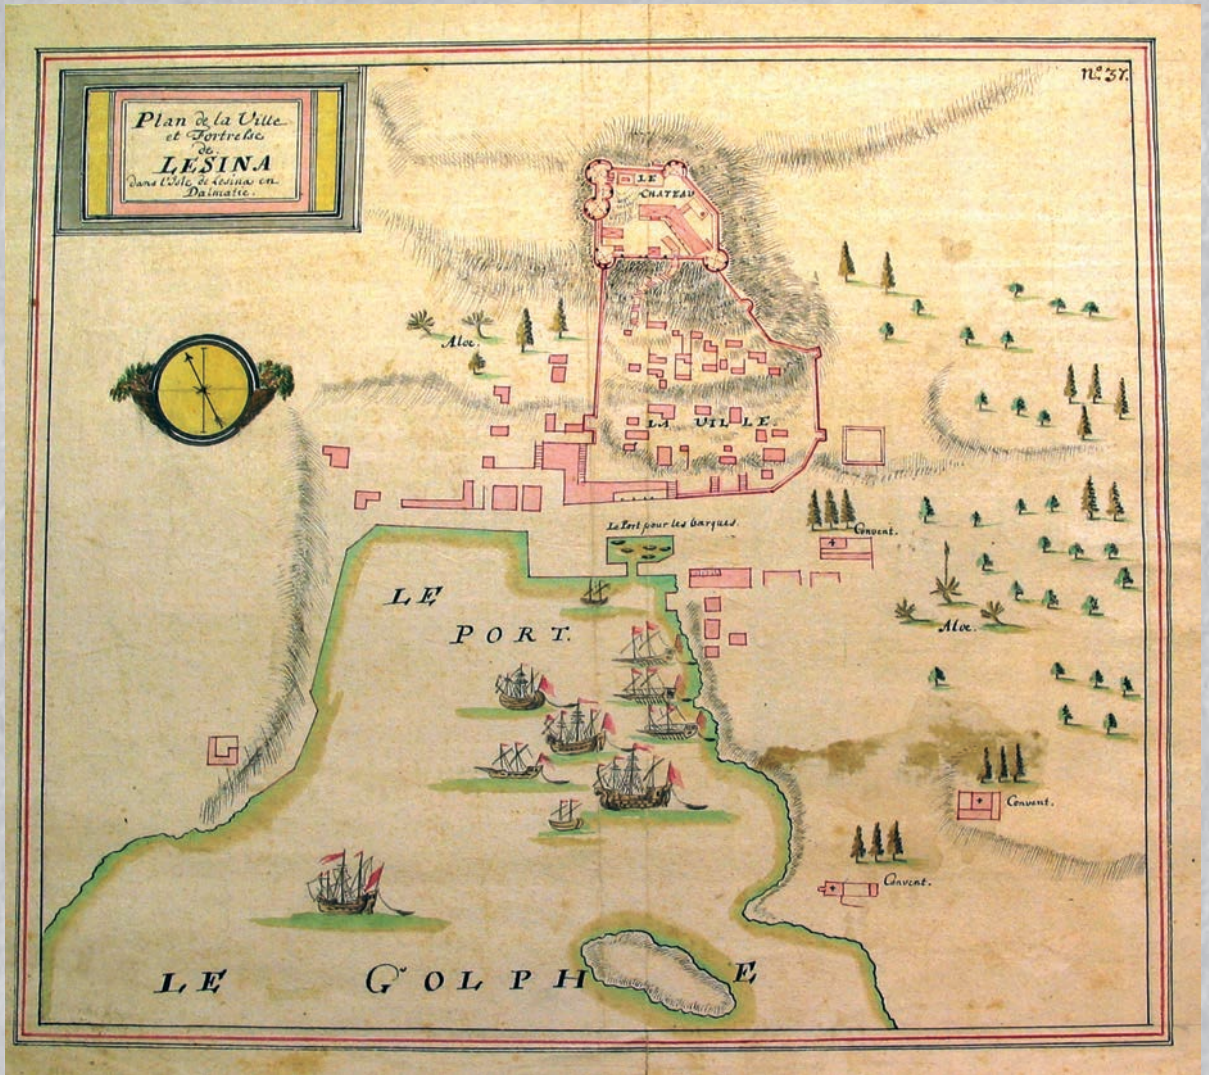 Nº 37.
Plan de la Ville
et Fortresse
de
LESINA
dans l'Isle de Lesina en
Dalmatie.
LE
CHATEAU
Aloe.
LA VILLE.
Le Port pour les barques.
Convent.
LE
PORT.
Aloe.
Convent.
Convent.
LE GOLPHE